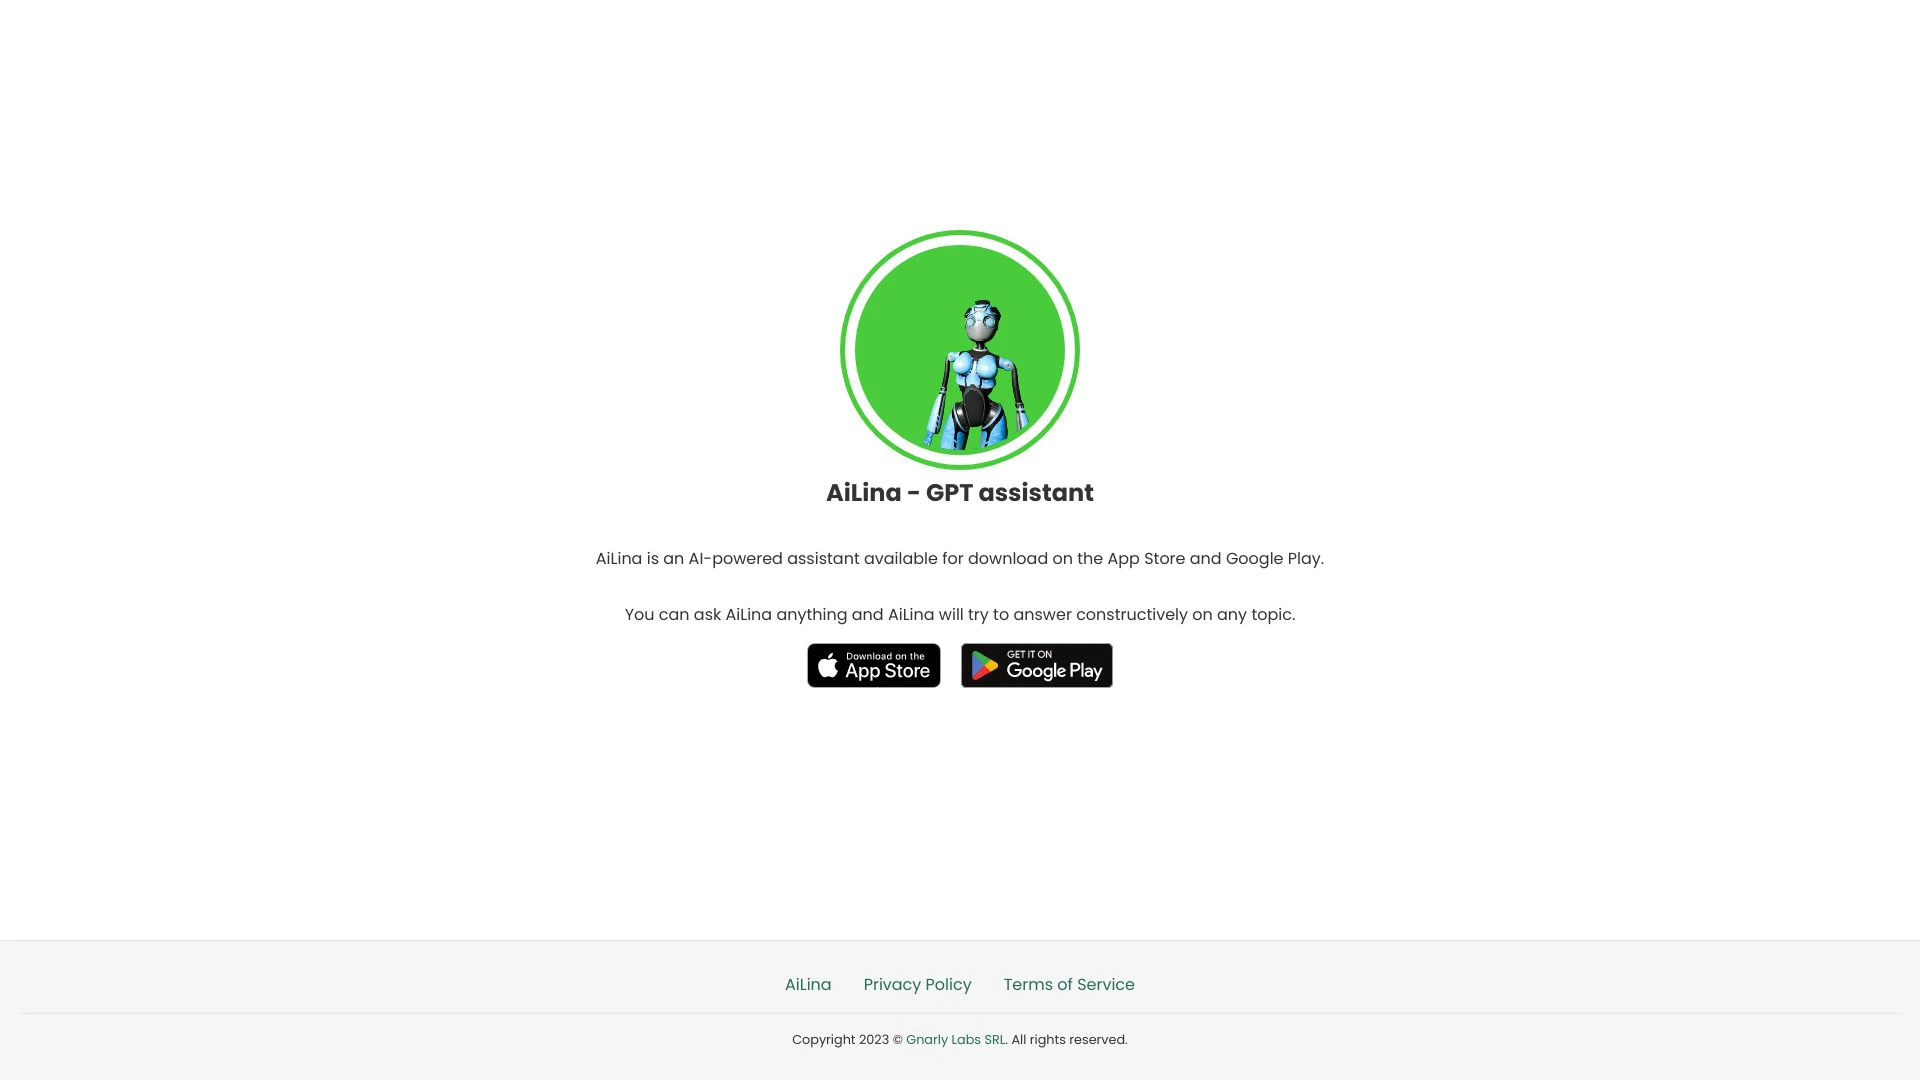 AiLina - GPT assistant
AiLina is an AI-powered assistant available for download on the App Store and Google Play.
You can ask AiLina anything and AiLina will try to answer constructively on any topic.
Download on the
App Store
GET IT ON
Google Play
AiLina Privacy Policy Terms of Service
Copyright 2023 © Gnarly Labs SRL. All rights reserved.